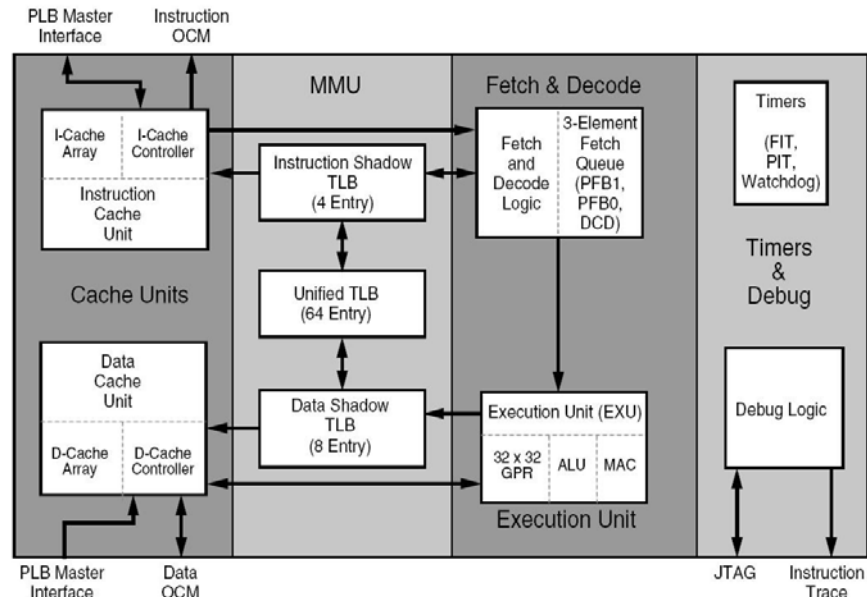 PLB Master
Interface
Instruction
OCM
MMU
Fetch & Decode
I-Cache
Array
I-Cache
Controller
Instruction
Cache
Unit
Instruction Shadow
TLB
(4 Entry)
Fetch
and
Decode
Logic
3-Element
Fetch
Queue
(PFB1,
PFB0,
DCD)
Timers
(FIT,
PIT,
Watchdog)
Cache Units
Unified TLB
(64 Entry)
Timers
&
Debug
Data
Cache
Unit
D-Cache
Array
D-Cache
Controller
Data Shadow
TLB
(8 Entry)
Execution Unit (EXU)
32 x 32
GPR
ALU
MAC
Execution Unit
Debug Logic
PLB Master
Interface
Data
OCM
JTAG
Instruction
Trace